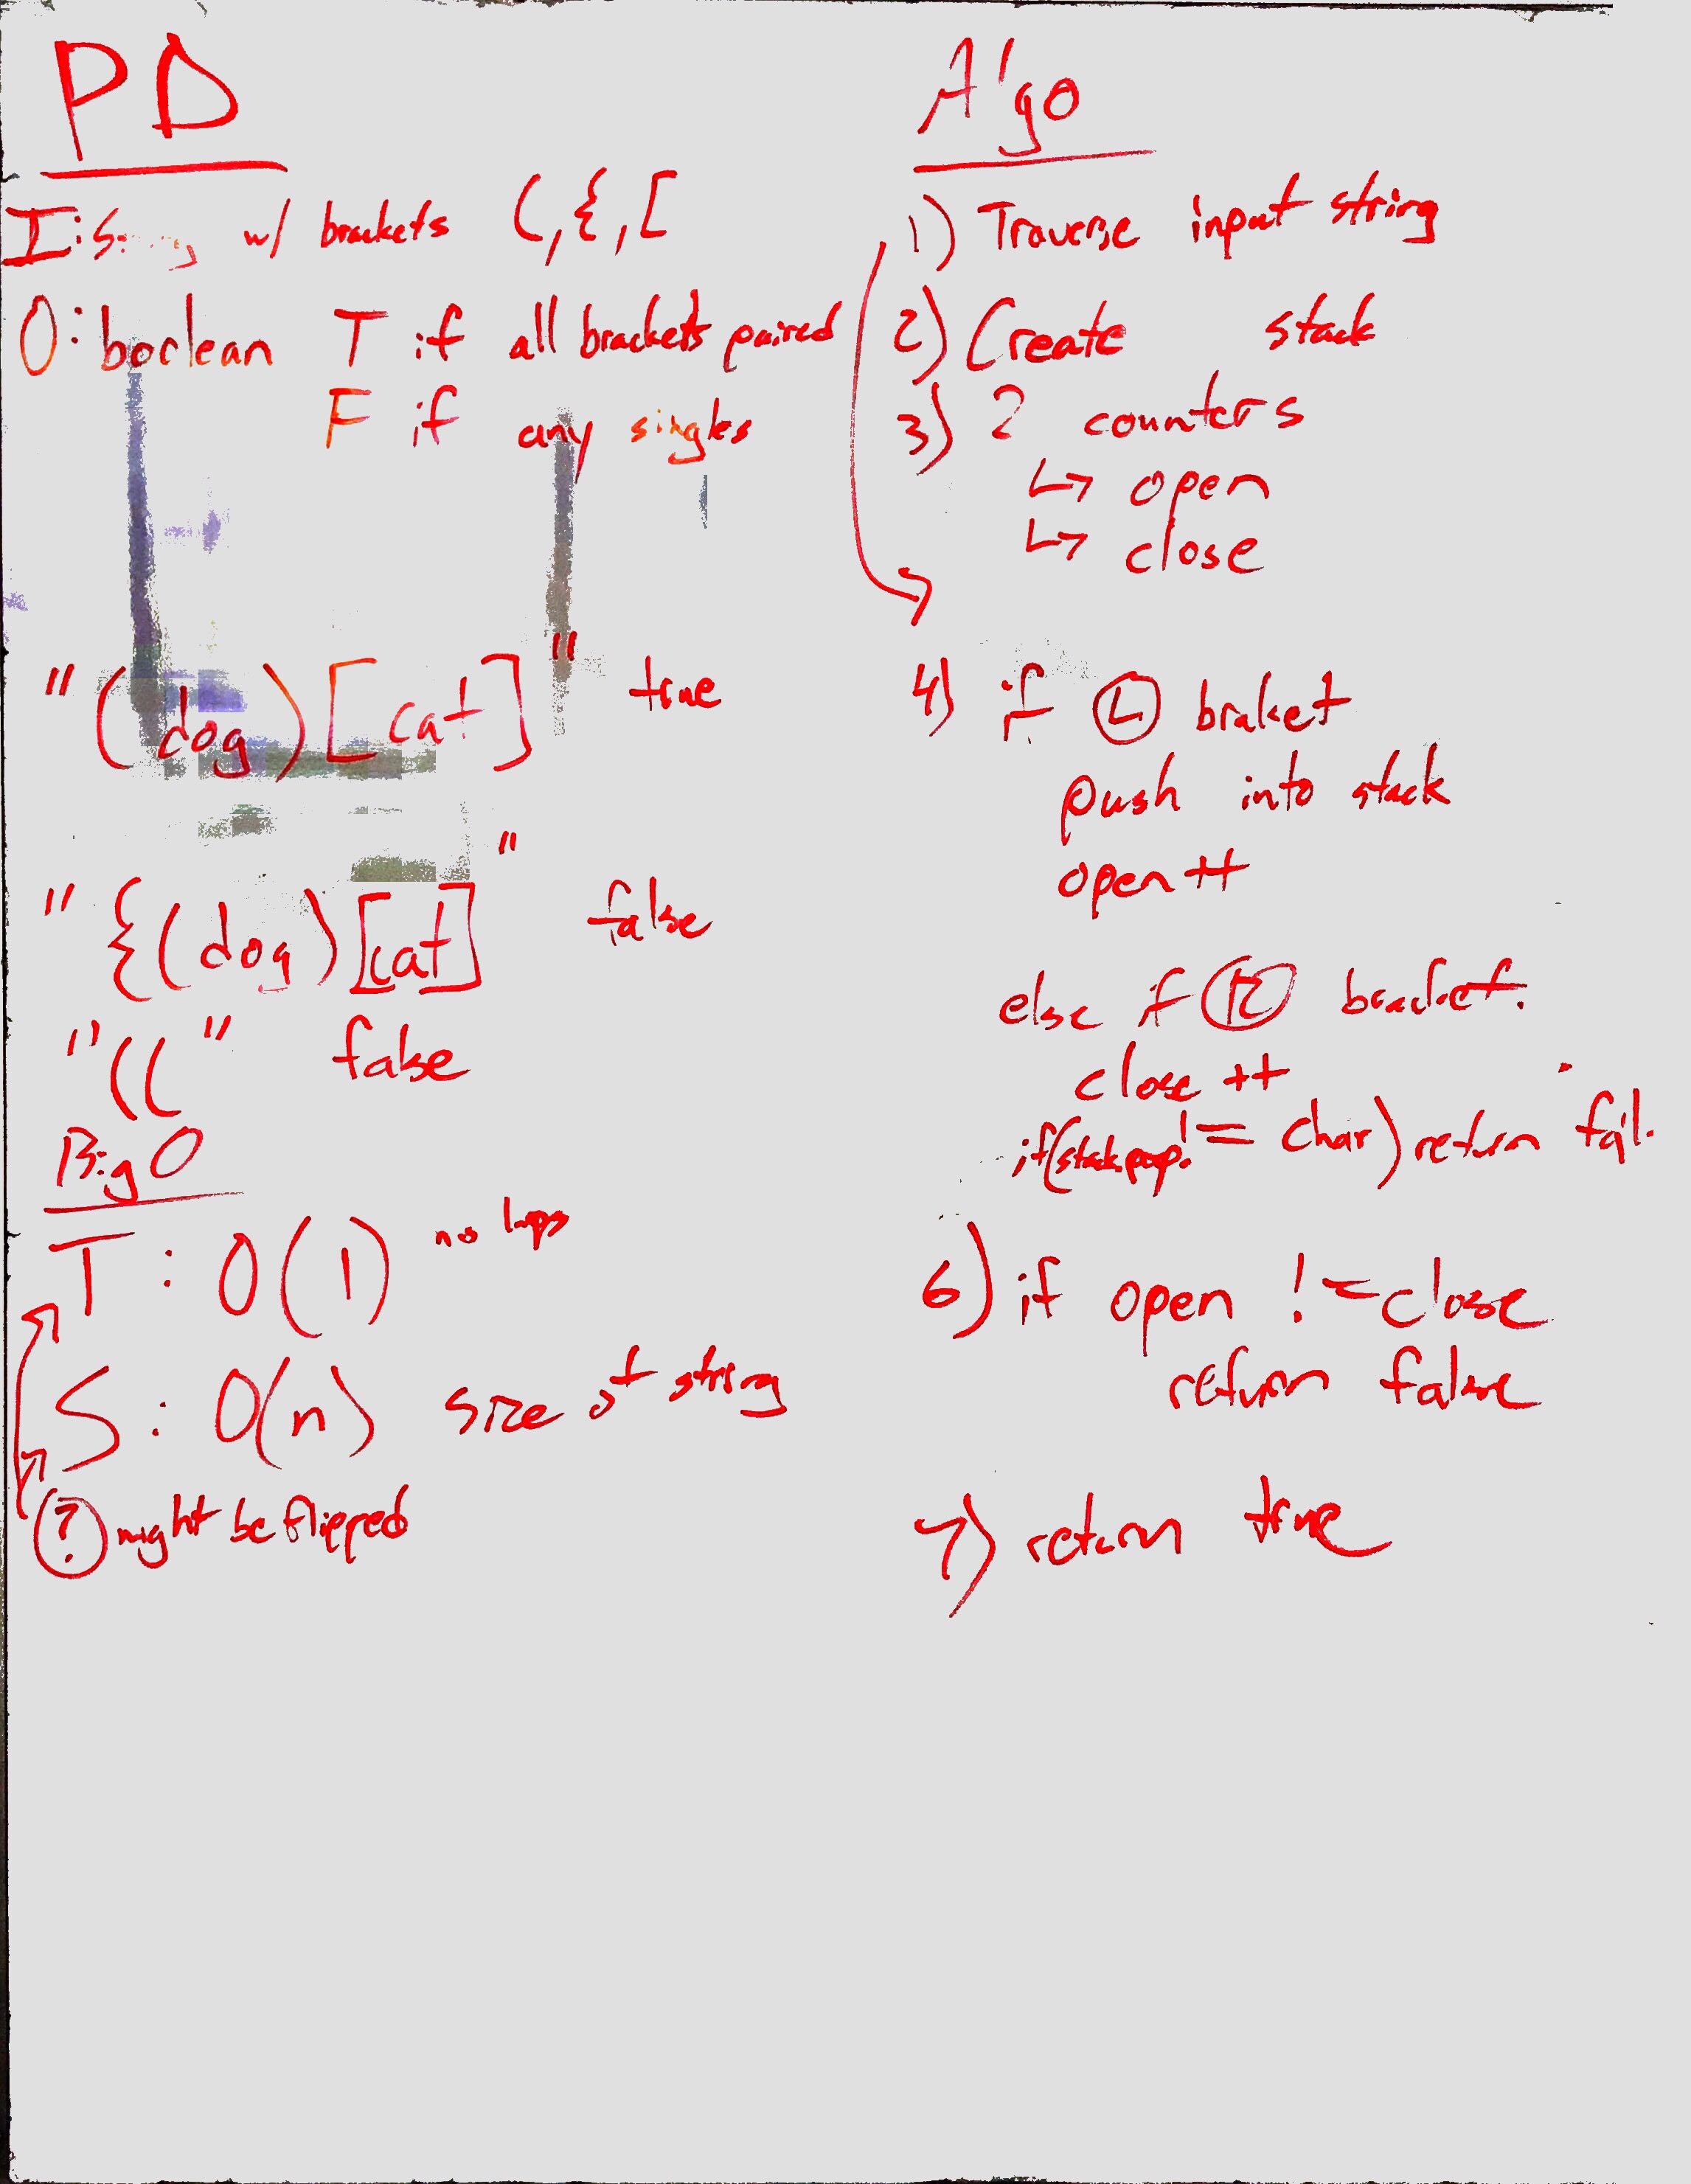 PD
I: String w/ brackets (, {, [
O: boolean T if all brackets paired
F if any singles
"(dog)[cat]" true
"{(dog)[cat]" false
"((" false
Big O
T : O(1) no loops
S : O(n) size of string
? might be flipped
Algo
1) Traverse input string
2) Create stack
3) 2 counters
↳ open
↳ close
4) if L braket
push into stack
open++
else if R bracket.
close ++
if(stack.pop != char) return fail.
6) if open != close
return false
7) return true